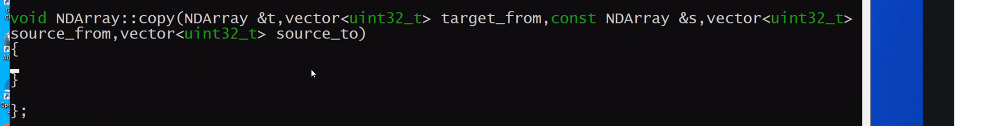 void NDArray::copy(NDArray &t,vector<uint32_t> target_from,const NDArray &s,vector<uint32_t>
source_from,vector<uint32_t> source_to)
{
}
};